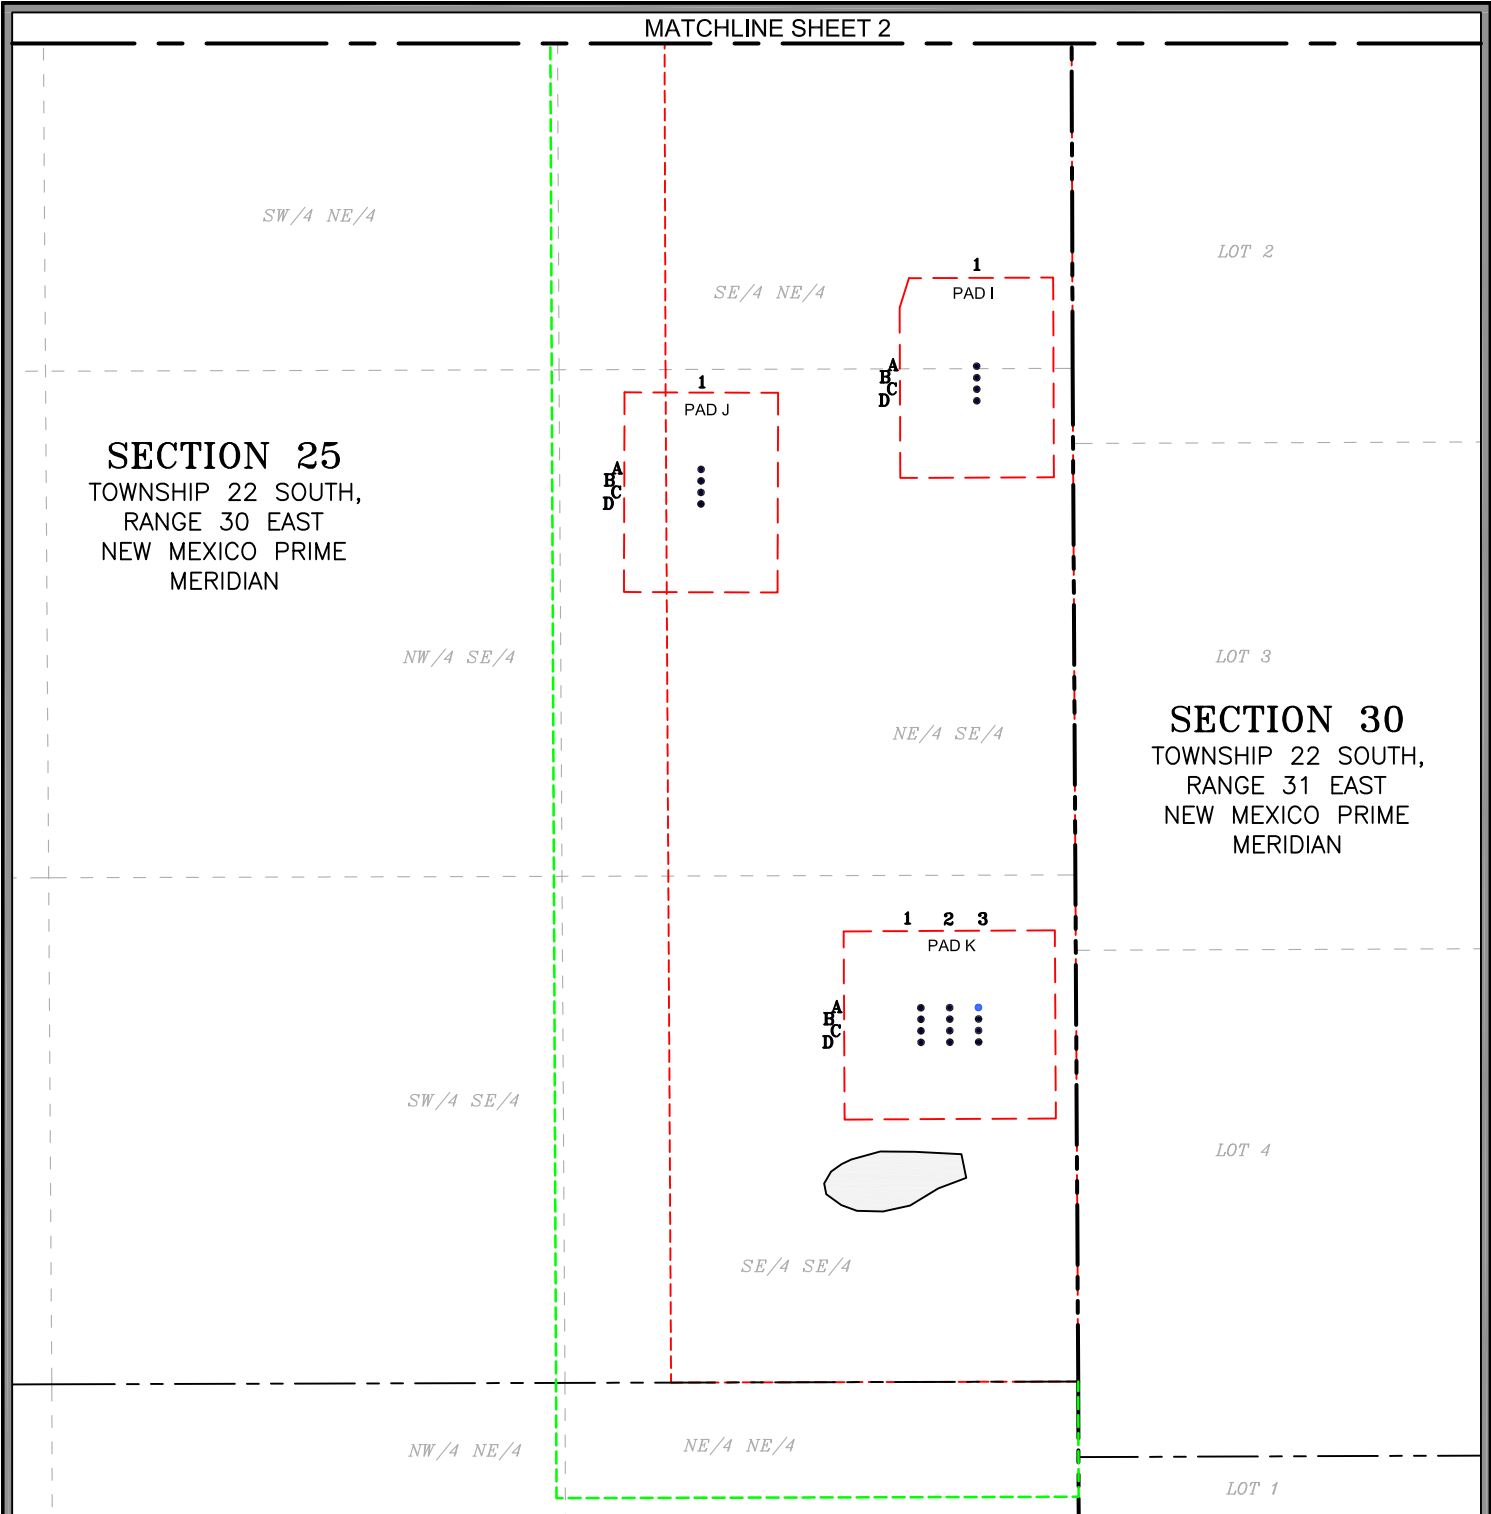 MATCHLINE SHEET 2
SW/4 NE/4
LOT 2
1
SE/4 NE/4
PAD I
A
B
C
D
1
PAD J
A
B
C
D
SECTION 25
TOWNSHIP 22 SOUTH,
RANGE 30 EAST
NEW MEXICO PRIME
MERIDIAN
NW/4 SE/4
LOT 3
NE/4 SE/4
SECTION 30
TOWNSHIP 22 SOUTH,
RANGE 31 EAST
NEW MEXICO PRIME
MERIDIAN
1 2 3
PAD K
A
B
C
D
SW/4 SE/4
LOT 4
SE/4 SE/4
NW/4 NE/4
NE/4 NE/4
LOT 1